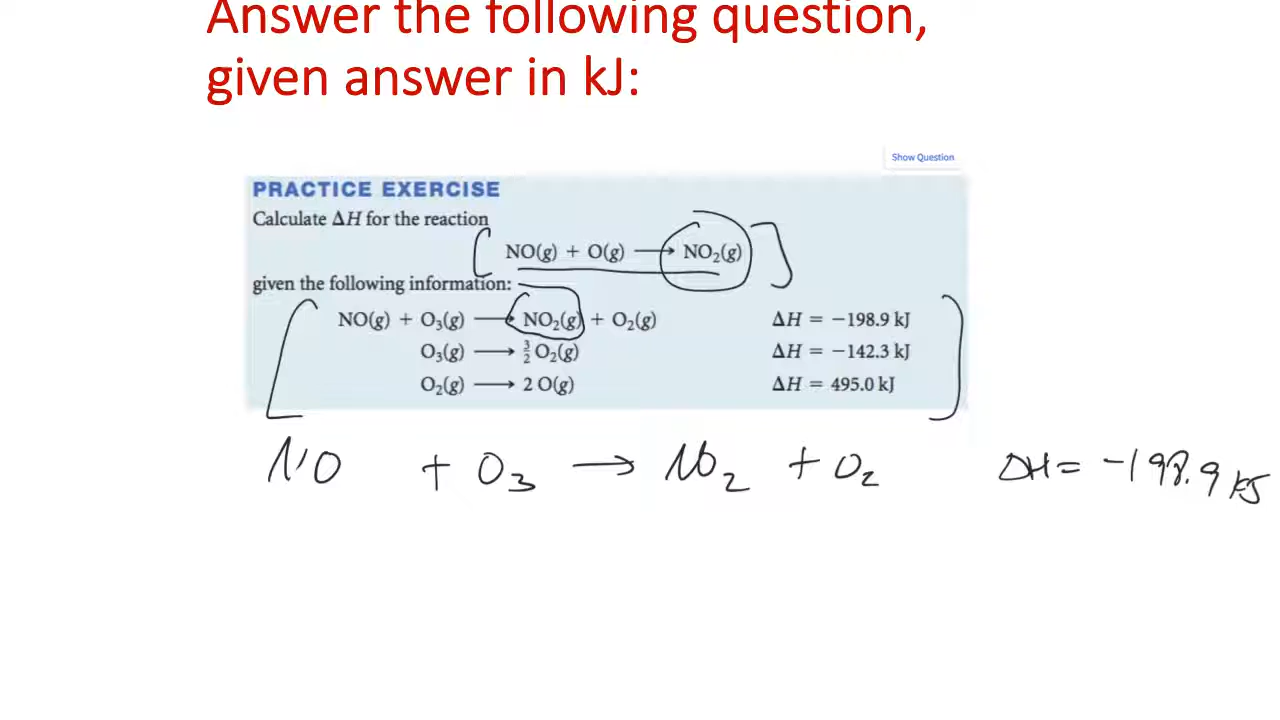 Answer the following question,
given answer in kJ:
Show Question
PRACTICE EXERCISE
Calculate ΔH for the reaction
NO(g) + O(g) ⟶ NO₂(g)
given the following information:
NO(g) + O₃(g) ⟶ NO₂(g) + O₂(g) ΔH = −198.9 kJ
O₃(g) ⟶ 3/2 O₂(g) ΔH = −142.3 kJ
O₂(g) ⟶ 2 O(g) ΔH = 495.0 kJ
NO + O₃ → NO₂ + O₂ ΔH = −198.9 kJ